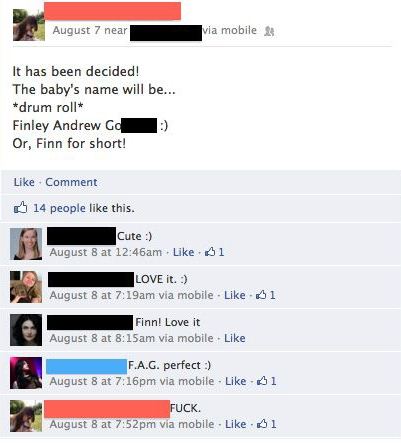 August 7 near via mobile
It has been decided!
The baby's name will be...
*drum roll*
Finley Andrew Go :)
Or, Finn for short!
Like · Comment
14 people like this.
Cute :)
August 8 at 12:46am · Like · 1
LOVE it. :)
August 8 at 7:19am via mobile · Like · 1
Finn! Love it
August 8 at 8:15am via mobile · Like
F.A.G. perfect :)
August 8 at 7:16pm via mobile · Like · 1
FUCK.
August 8 at 7:52pm via mobile · Like · 1